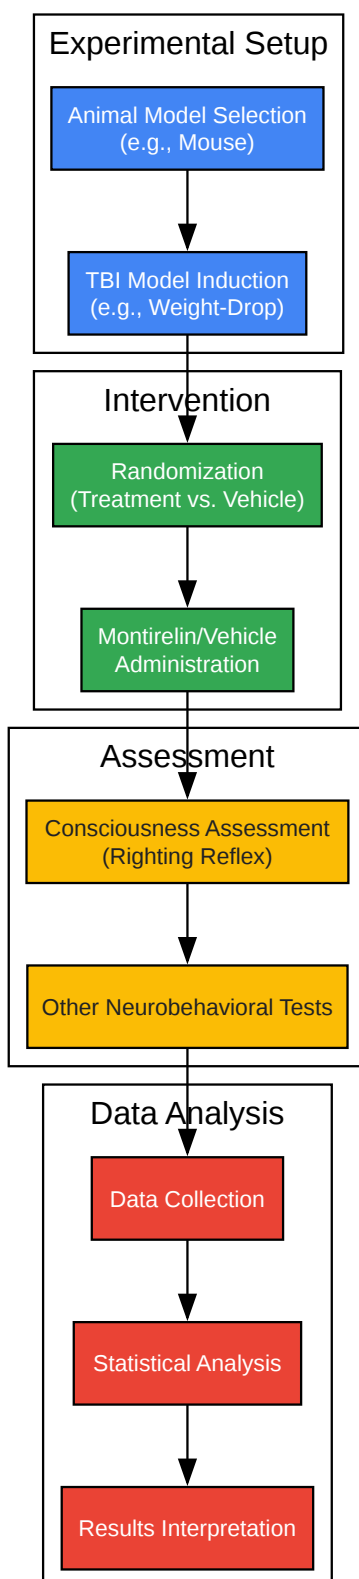 Experimental Setup
Animal Model Selection
(e.g., Mouse)
TBI Model Induction
(e.g., Weight-Drop)
Intervention
Randomization
(Treatment vs. Vehicle)
Montirelin/Vehicle
Administration
Assessment
Consciousness Assessment
(Righting Reflex)
Other Neurobehavioral Tests
Data Analysis
Data Collection
Statistical Analysis
Results Interpretation